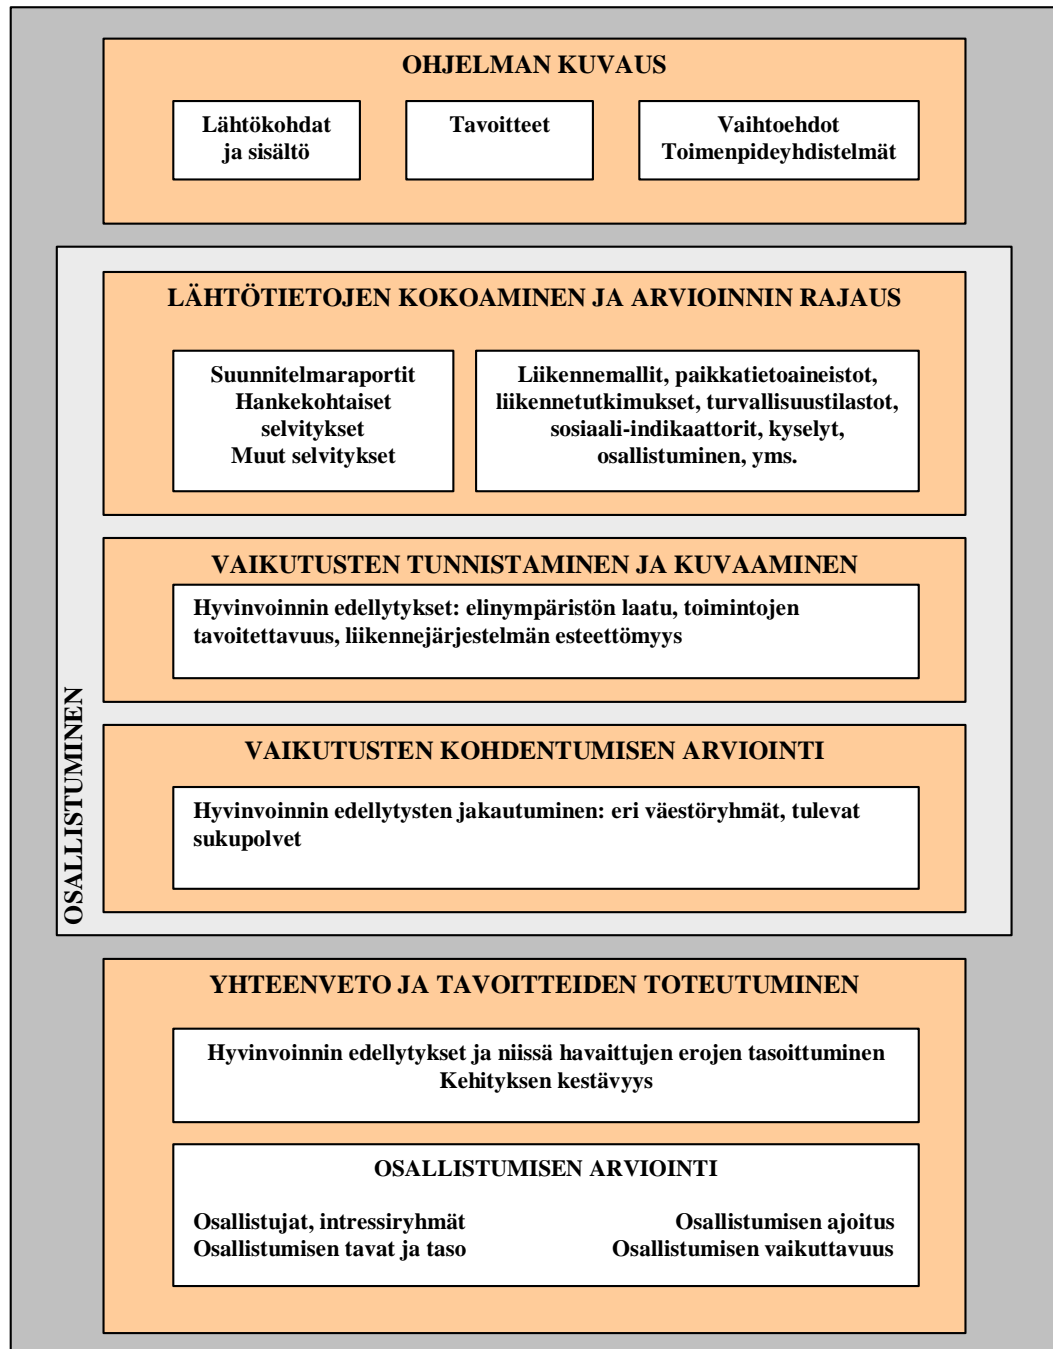 OHJELMAN KUVAUS
Lähtökohdat
ja sisältö
Tavoitteet
Vaihtoehdot
Toimenpideyhdistelmät
OSALLISTUMINEN
LÄHTÖTIETOJEN KOKOAMINEN JA ARVIOINNIN RAJAUS
Suunnitelmaraportit
Hankekohtaiset
selvitykset
Muut selvitykset
Liikennemallit, paikkatietoaineistot,
liikennetutkimukset, turvallisuustilastot,
sosiaali-indikaattorit, kyselyt,
osallistuminen, yms.
VAIKUTUSTEN TUNNISTAMINEN JA KUVAAMINEN
Hyvinvoinnin edellytykset: elinympäristön laatu, toimintojen
tavoitettavuus, liikennejärjestelmän esteettömyys
VAIKUTUSTEN KOHDENTUMISEN ARVIOINTI
Hyvinvoinnin edellytysten jakautuminen: eri väestöryhmät, tulevat
sukupolvet
YHTEENVETO JA TAVOITTEIDEN TOTEUTUMINEN
Hyvinvoinnin edellytykset ja niissä havaittujen erojen tasoittuminen
Kehityksen kestävyys
OSALLISTUMISEN ARVIOINTI
Osallistujat, intressiryhmät
Osallistumisen tavat ja taso
Osallistumisen ajoitus
Osallistumisen vaikuttavuus